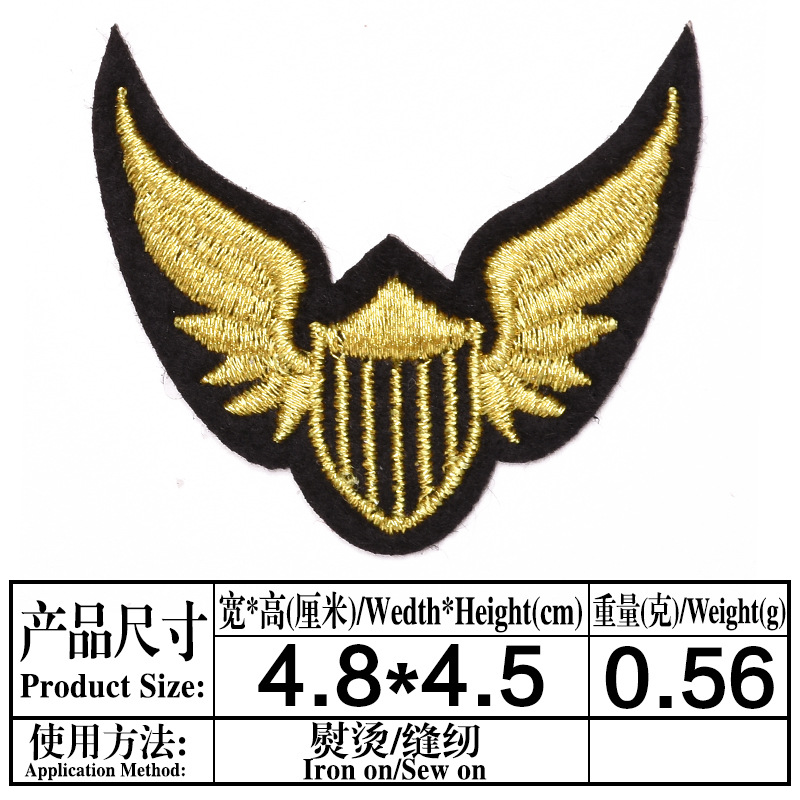 产品尺寸
Product Size:
宽*高(厘米)/Wedth*Height(cm)
重量(克)/Weight(g)
4.8*4.5
0.56
使用方法:
Application Method:
熨烫/缝纫
Iron on/Sew on